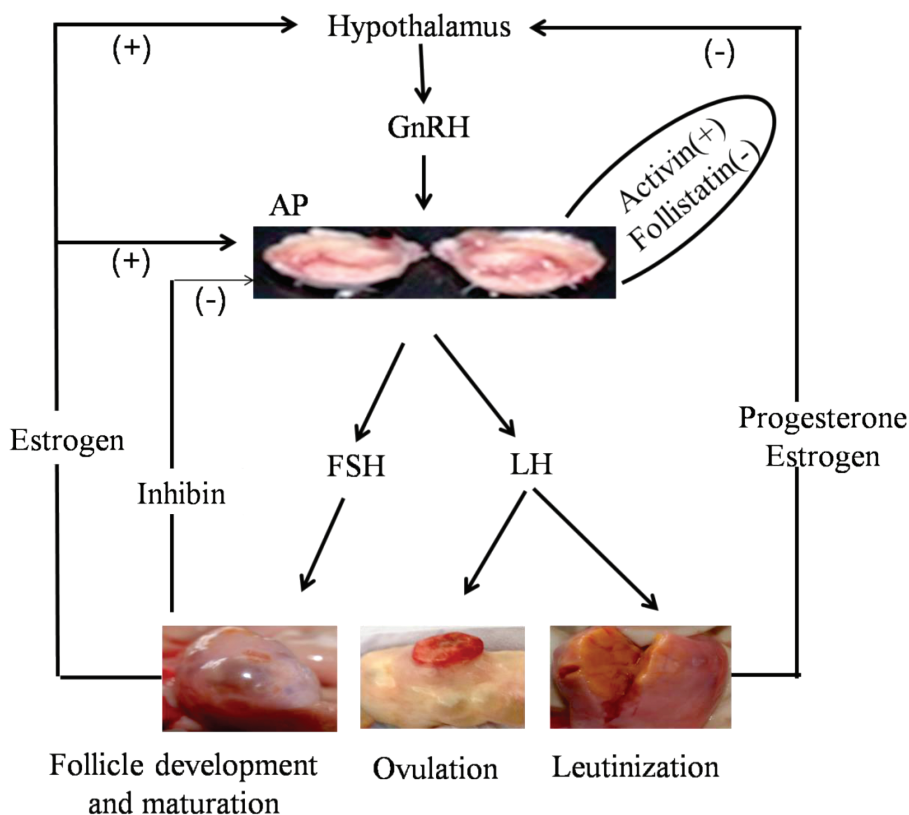 Hypothalamus
(+)
(-)
GnRH
Activin(+)
Follistatin(-)
AP
(+)
(-)
Estrogen
Inhibin
FSH
LH
Progesterone
Estrogen
Follicle development
and maturation
Ovulation
Leutinization